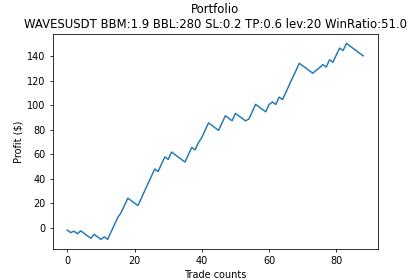 Portfolio
WAVESUSDT BBM:1.9 BBL:280 SL:0.2 TP:0.6 lev:20 WinRatio:51.0
140
120
100
80
60
40
20
0
Profit ($)
0 20 40 60 80
Trade counts